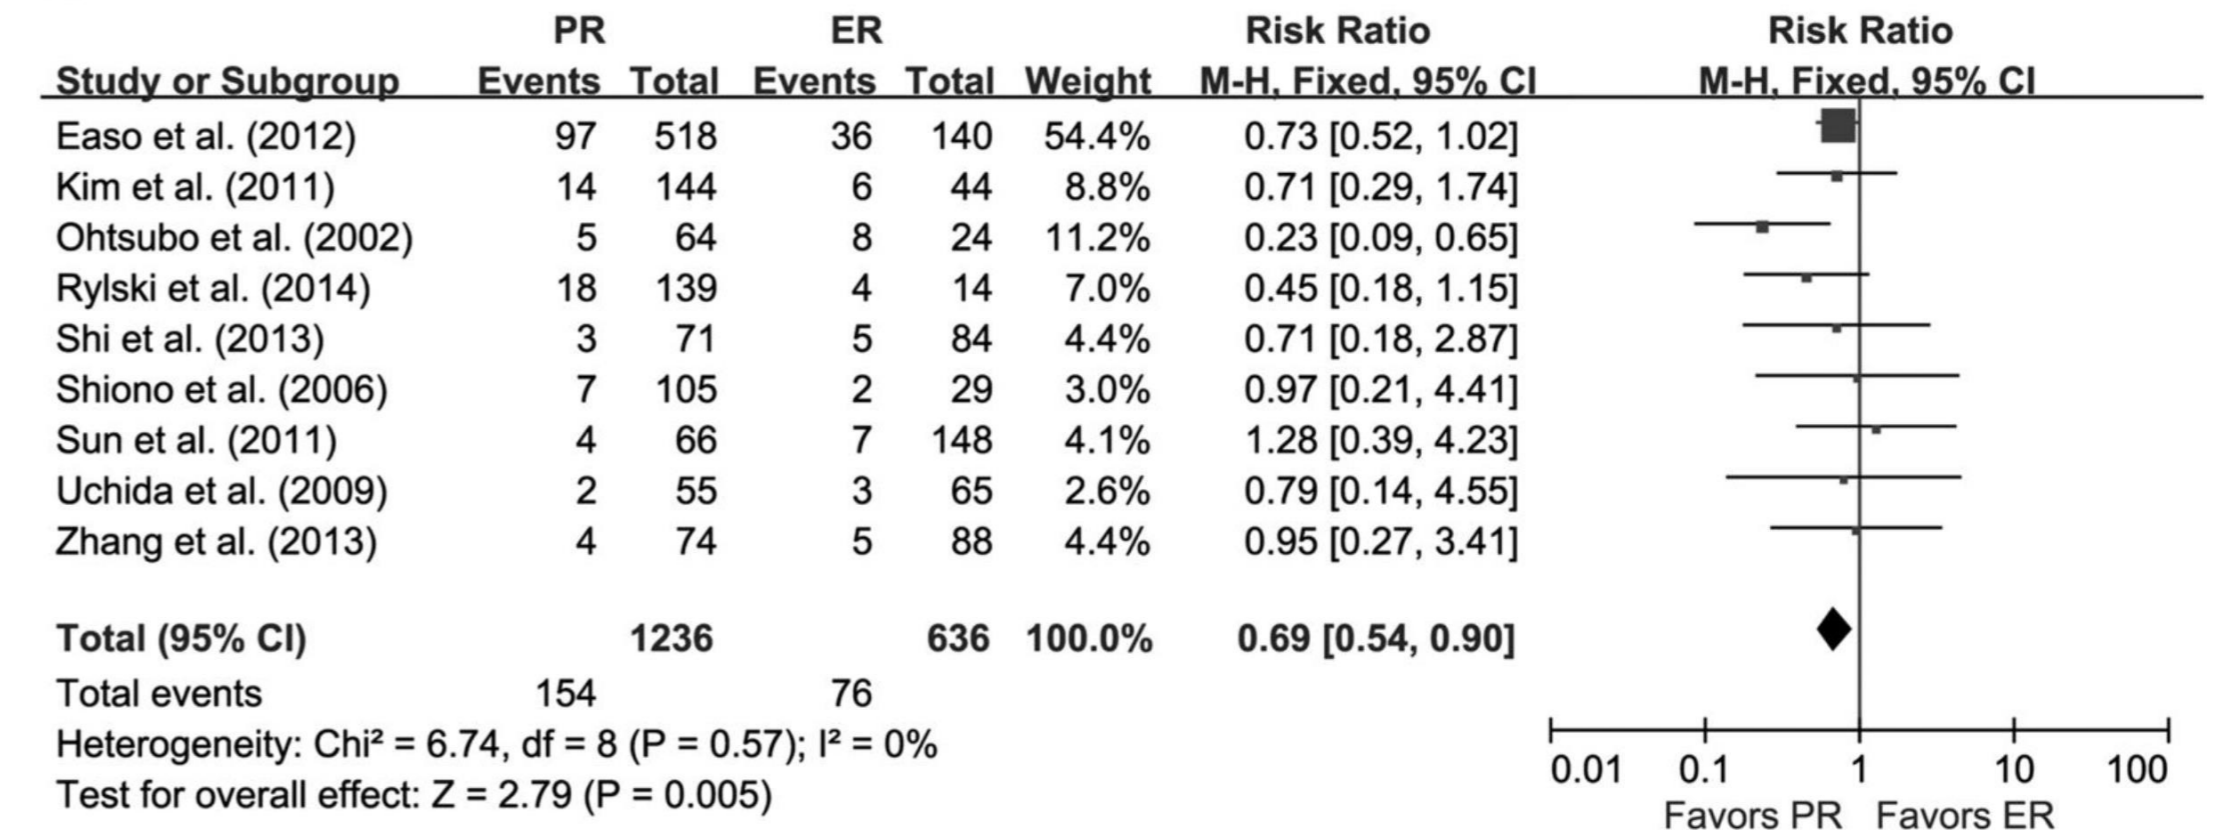 PR ER Risk Ratio Risk Ratio
Study or Subgroup Events Total Events Total Weight M-H, Fixed, 95% CI M-H, Fixed, 95% CI
Easo et al. (2012) 97 518 36 140 54.4% 0.73 [0.52, 1.02]
Kim et al. (2011) 14 144 6 44 8.8% 0.71 [0.29, 1.74]
Ohtsubo et al. (2002) 5 64 8 24 11.2% 0.23 [0.09, 0.65]
Rylski et al. (2014) 18 139 4 14 7.0% 0.45 [0.18, 1.15]
Shi et al. (2013) 3 71 5 84 4.4% 0.71 [0.18, 2.87]
Shiono et al. (2006) 7 105 2 29 3.0% 0.97 [0.21, 4.41]
Sun et al. (2011) 4 66 7 148 4.1% 1.28 [0.39, 4.23]
Uchida et al. (2009) 2 55 3 65 2.6% 0.79 [0.14, 4.55]
Zhang et al. (2013) 4 74 5 88 4.4% 0.95 [0.27, 3.41]
Total (95% CI) 1236 636 100.0% 0.69 [0.54, 0.90]
Total events 154 76
Heterogeneity: Chi² = 6.74, df = 8 (P = 0.57); I² = 0%
Test for overall effect: Z = 2.79 (P = 0.005)
0.01 0.1 1 10 100
Favors PR Favors ER